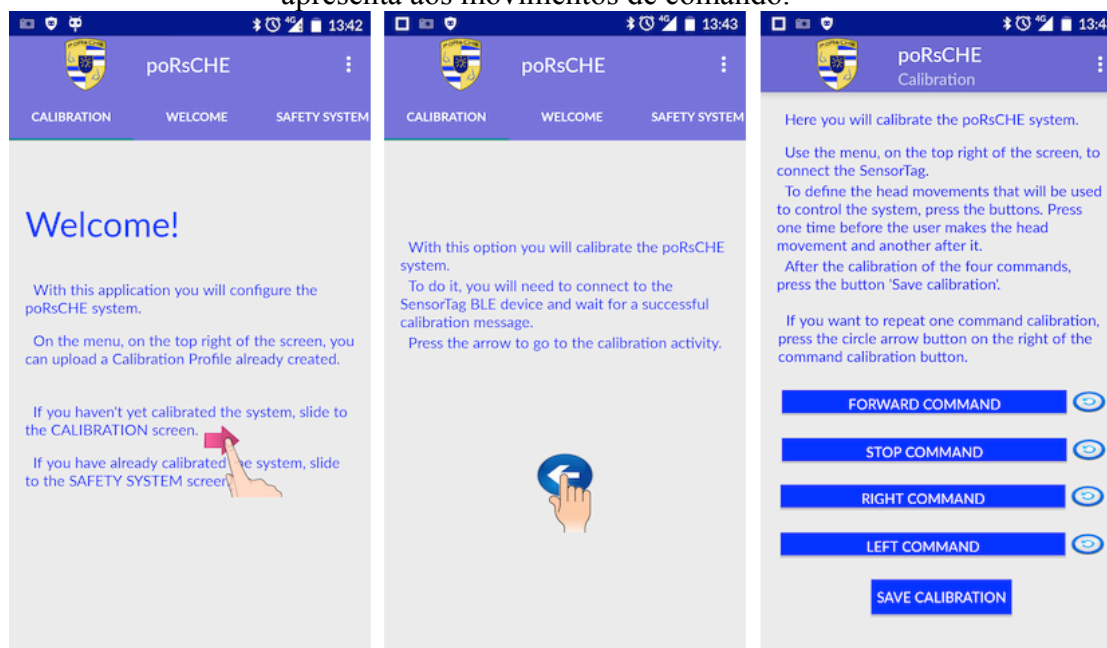 apresenta aos movimentos de comando.
4G 13:42
poRsCHE
CALIBRATION WELCOME SAFETY SYSTEM
Welcome!
With this application you will configure the
poRsCHE system.
On the menu, on the top right of the screen, you
can upload a Calibration Profile already created.
If you haven't yet calibrated the system, slide to
the CALIBRATION screen.
If you have already calibrated the system, slide
to the SAFETY SYSTEM screen
4G 13:43
poRsCHE
CALIBRATION WELCOME SAFETY SYSTEM
With this option you will calibrate the poRsCHE
system.
To do it, you will need to connect to the
SensorTag BLE device and wait for a successful
calibration message.
Press the arrow to go to the calibration activity.
4G 13:4
poRsCHE
Calibration
Here you will calibrate the poRsCHE system.
Use the menu, on the top right of the screen, to
connect the SensorTag.
To define the head movements that will be used
to control the system, press the buttons. Press
one time before the user makes the head
movement and another after it.
After the calibration of the four commands,
press the button 'Save calibration'.
If you want to repeat one command calibration,
press the circle arrow button on the right of the
command calibration button.
FORWARD COMMAND
STOP COMMAND
RIGHT COMMAND
LEFT COMMAND
SAVE CALIBRATION